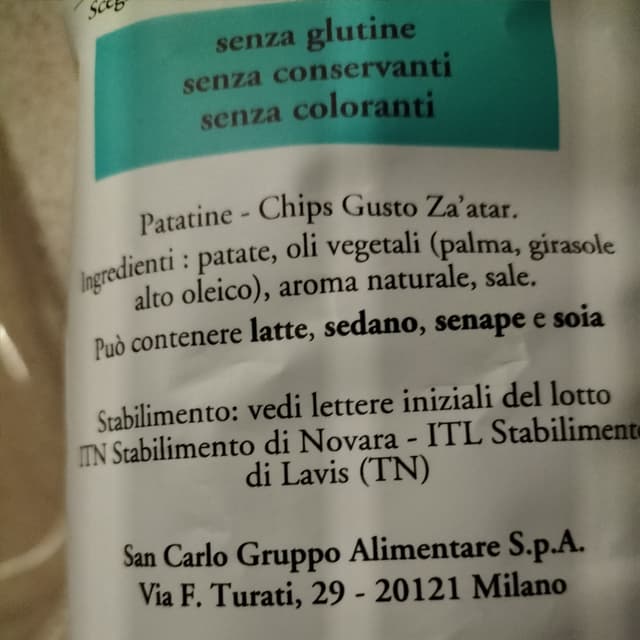 senza glutine
senza conservanti
senza coloranti
Patatine - Chips Gusto Za'atar.
Ingredienti : patate, oli vegetali (palma, girasole
alto oleico), aroma naturale, sale.
Può contenere latte, sedano, senape e soia
Stabilimento: vedi lettere iniziali del lotto
ITN Stabilimento di Novara - ITL Stabiliment
di Lavis (TN)
San Carlo Gruppo Alimentare S.p.A.
Via F. Turati, 29 - 20121 Milano